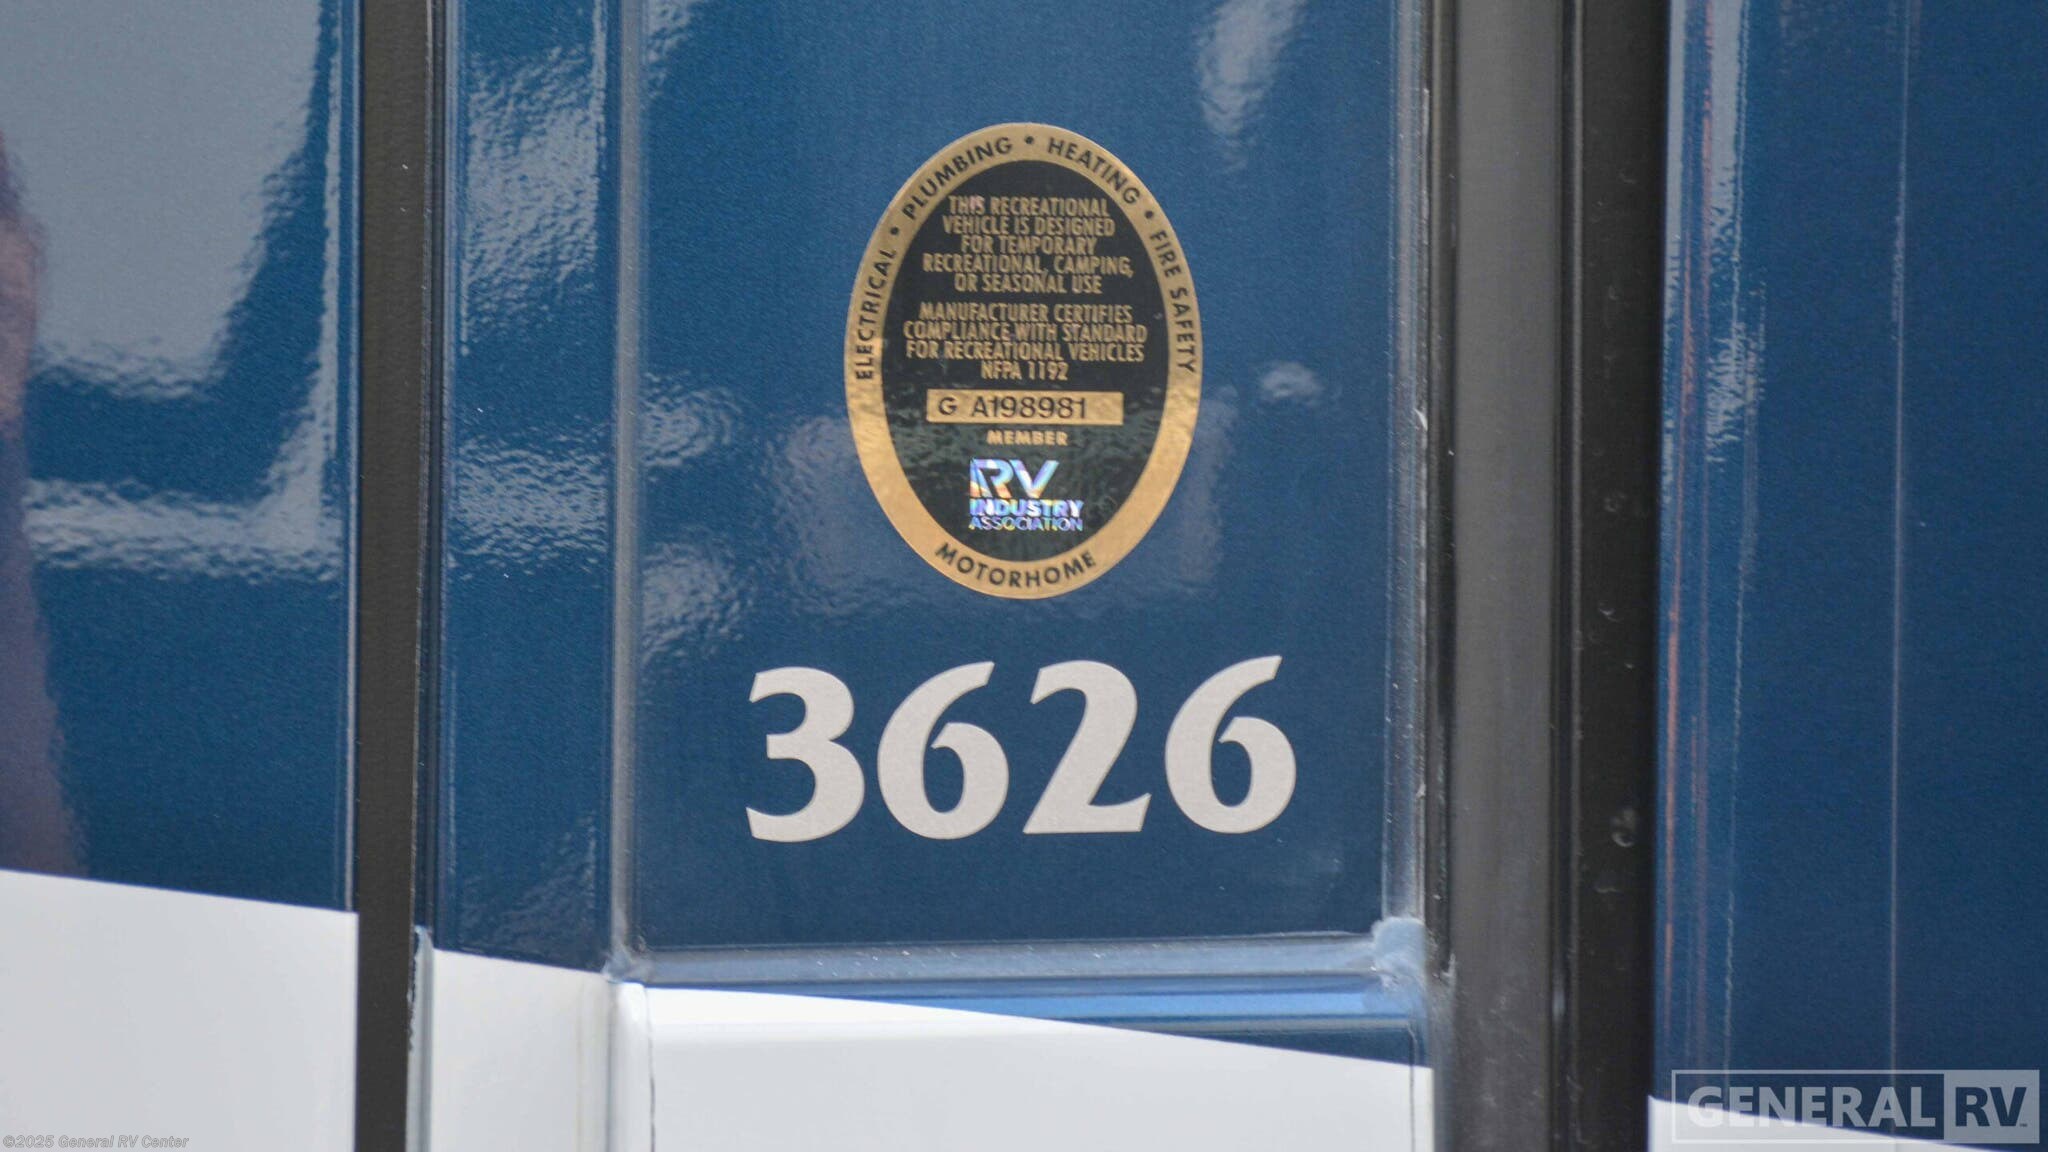 ELECTRICAL • PLUMBING • HEATING • FIRE SAFETY
THIS RECREATIONAL
VEHICLE IS DESIGNED
FOR TEMPORARY
RECREATIONAL, CAMPING,
OR SEASONAL USE
MANUFACTURER CERTIFIES
COMPLIANCE WITH STANDARD
FOR RECREATIONAL VEHICLES
NFPA 1192
G A198981
MEMBER
RV
INDUSTRY
ASSOCIATION
MOTORHOME
3626
GENERAL RV
©2025 General RV Center